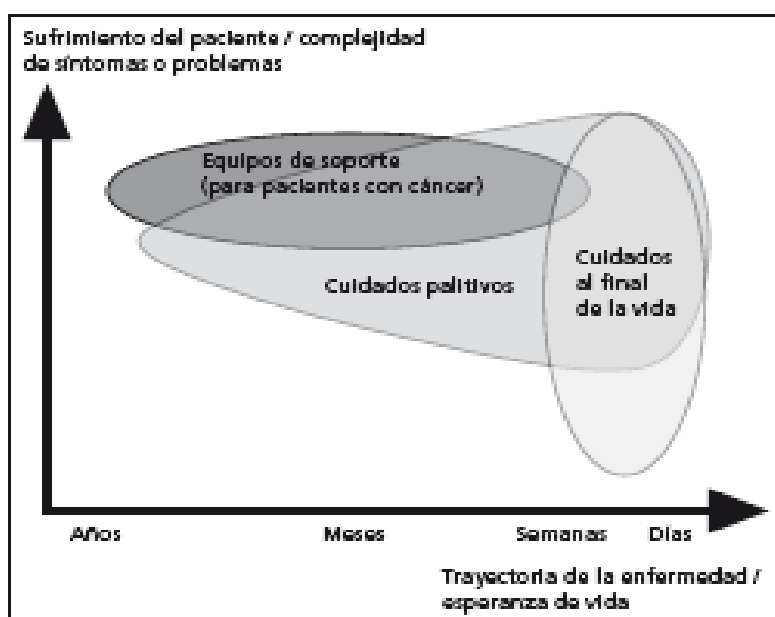 Sufrimiento del paciente / complejidad
de síntomas o problemas
Equipos de soporte
(para pacientes con cáncer)
Cuidados palitivos
Cuidados
al final
de la vida
Años
Meses
Semanas
Días
Trayectoria de la enfermedad /
esperanza de vida